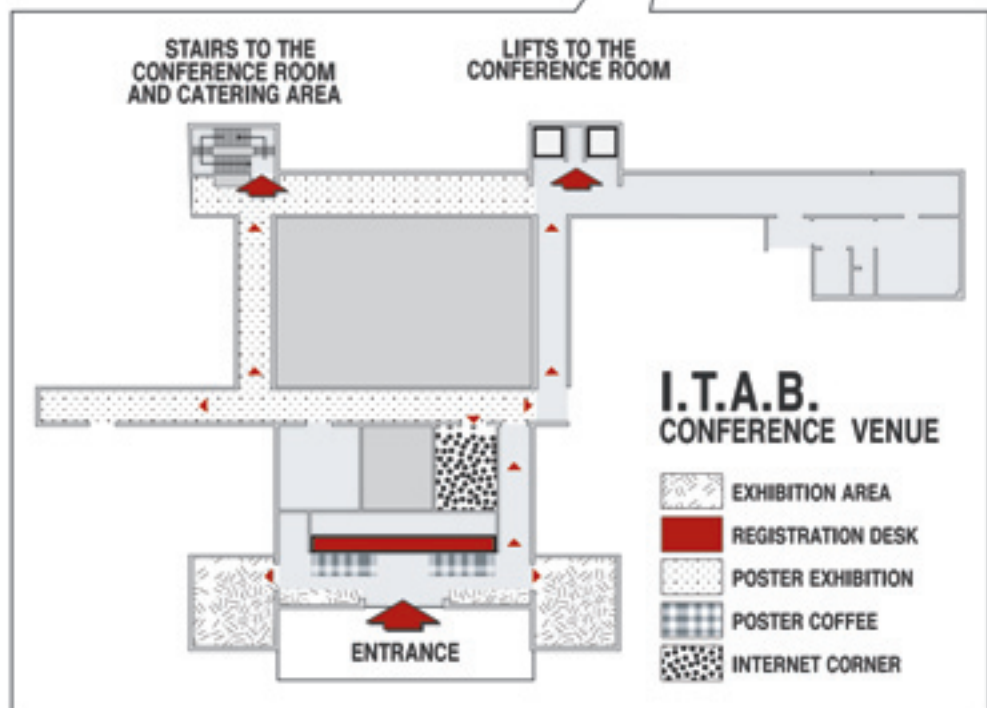 STAIRS TO THE
CONFERENCE ROOM
AND CATERING AREA
LIFTS TO THE
CONFERENCE ROOM
I.T.A.B.
CONFERENCE VENUE
EXHIBITION AREA
REGISTRATION DESK
POSTER EXHIBITION
POSTER COFFEE
INTERNET CORNER
ENTRANCE